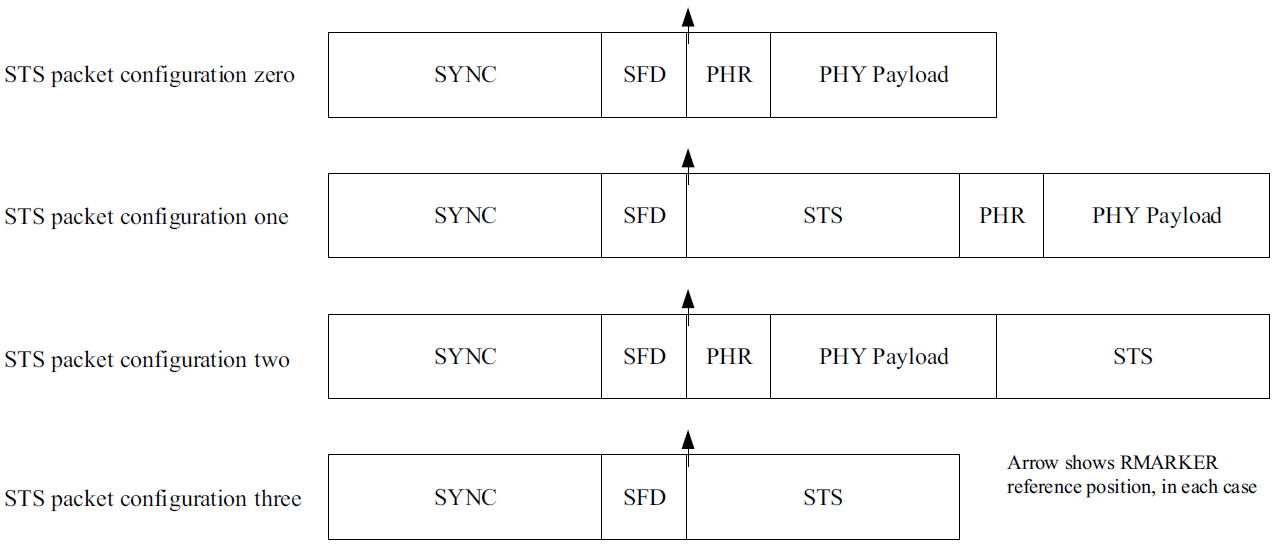 STS packet configuration zero SYNC SFD PHR PHY Payload
STS packet configuration one SYNC SFD STS PHR PHY Payload
STS packet configuration two SYNC SFD PHR PHY Payload STS
STS packet configuration three SYNC SFD STS
Arrow shows RMARKER
reference position, in each case